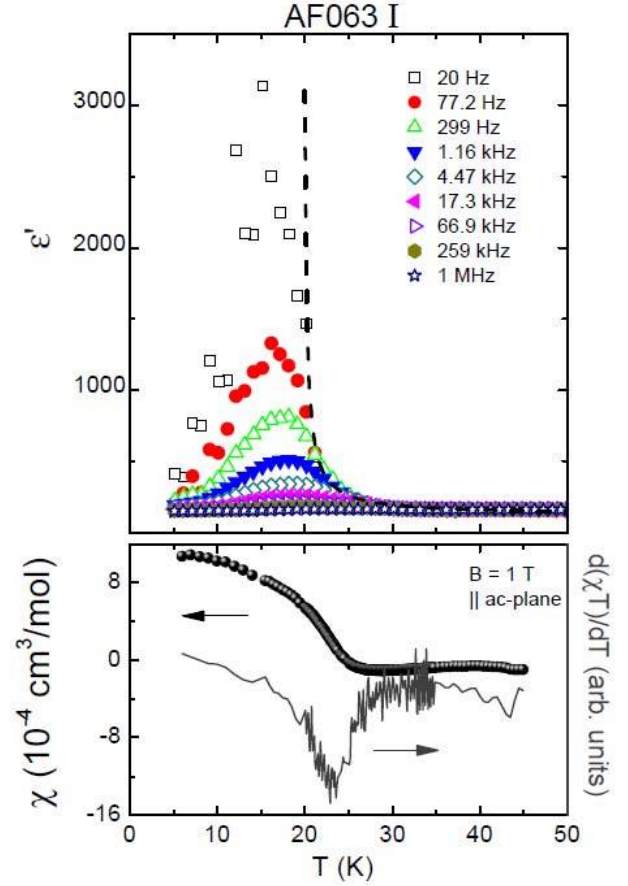 AF063 I
3000
2000
1000
ε'
20 Hz
77.2 Hz
299 Hz
1.16 kHz
4.47 kHz
17.3 kHz
66.9 kHz
259 kHz
1 MHz
8
0
-8
-16
χ (10⁻⁴ cm³/mol)
B = 1 T
|| ac-plane
d(χT)/dT (arb. units)
0 10 20 30 40 50
T (K)